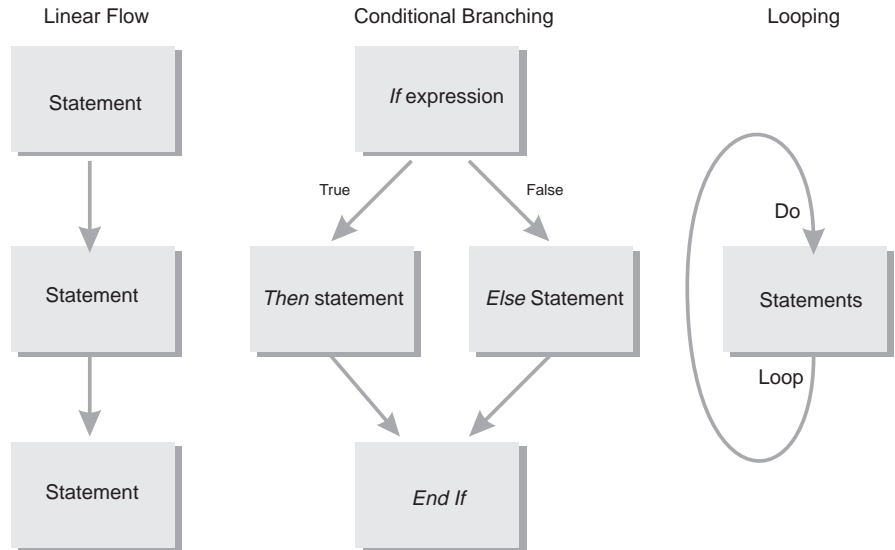 Linear Flow
Conditional Branching
Looping
Statement
If expression
True
False
Do
Statement
Then statement
Else Statement
Statements
Loop
Statement
End If